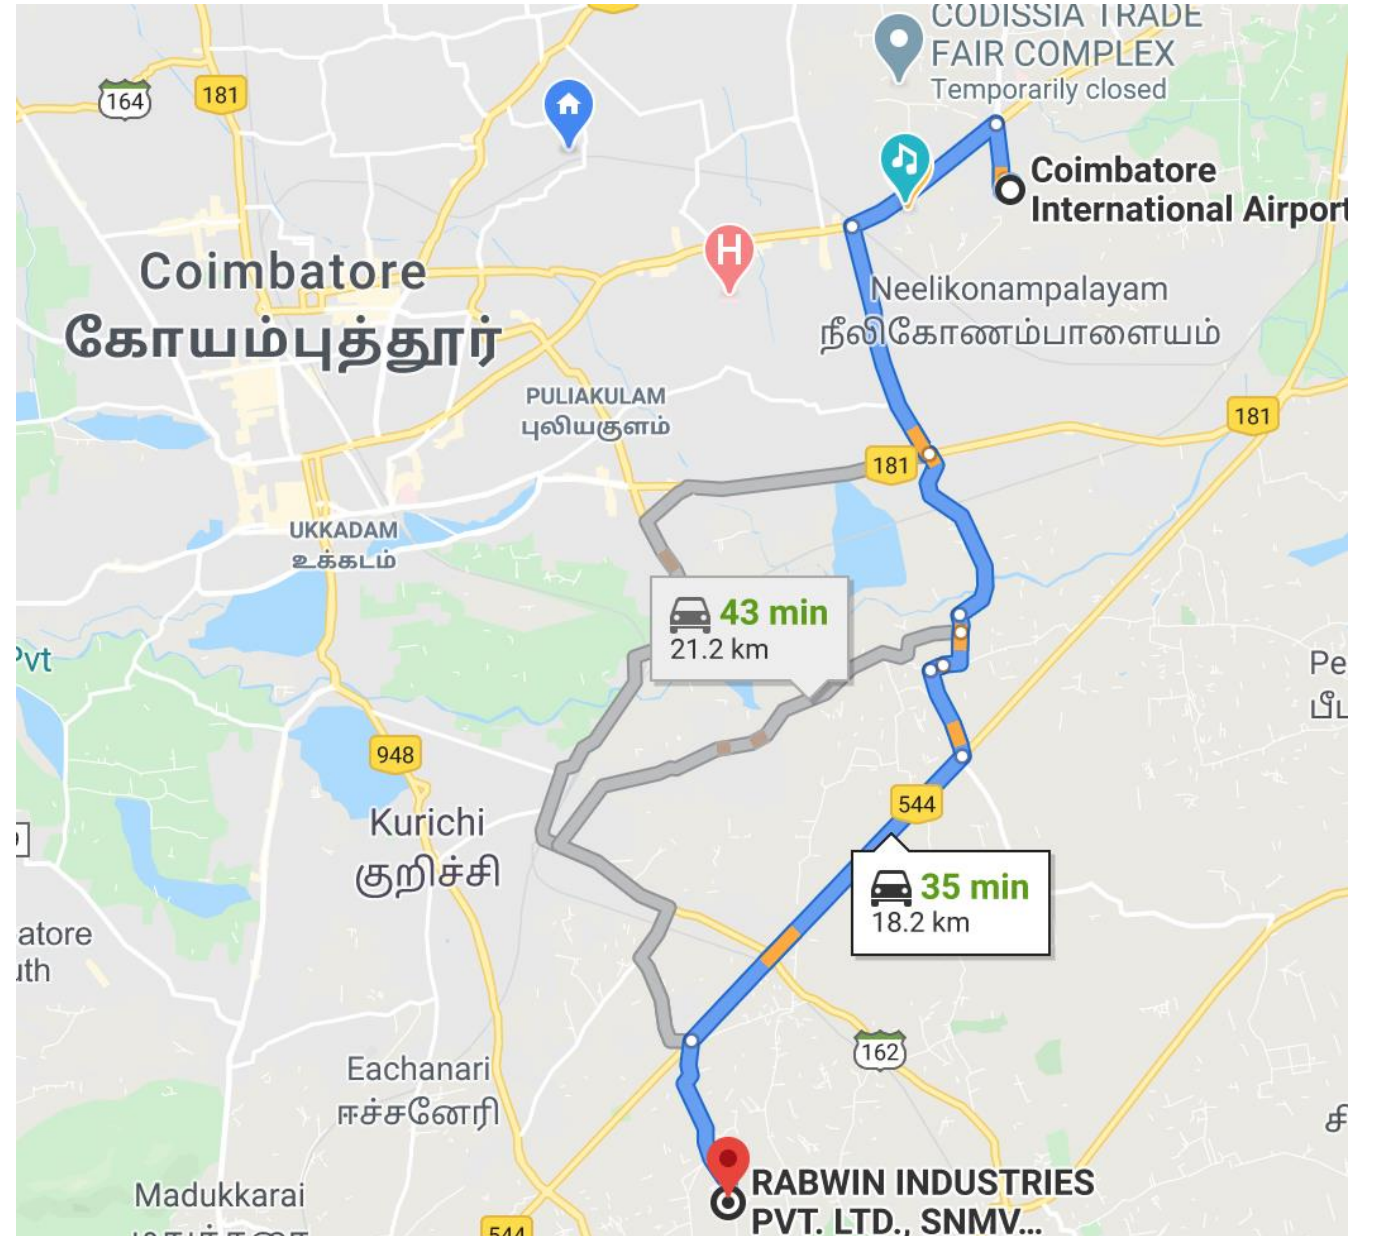 CODISSIA TRADE
FAIR COMPLEX
Temporarily closed
164
181
Coimbatore
International Airport
H
Coimbatore
கோயம்புத்தூர்
Neelikonampalayam
நீலிகோணம்பாளையம்
PULIAKULAM
புலியகுளம்
181
181
UKKADAM
உக்கடம்
43 min
21.2 km
Pvt
Pe
பீட
948
544
Kurichi
குறிச்சி
35 min
18.2 km
atore
uth
162
Eachanari
ஈச்சனேரி
சி
Madukkarai
RABWIN INDUSTRIES
PVT. LTD., SNMV...
544